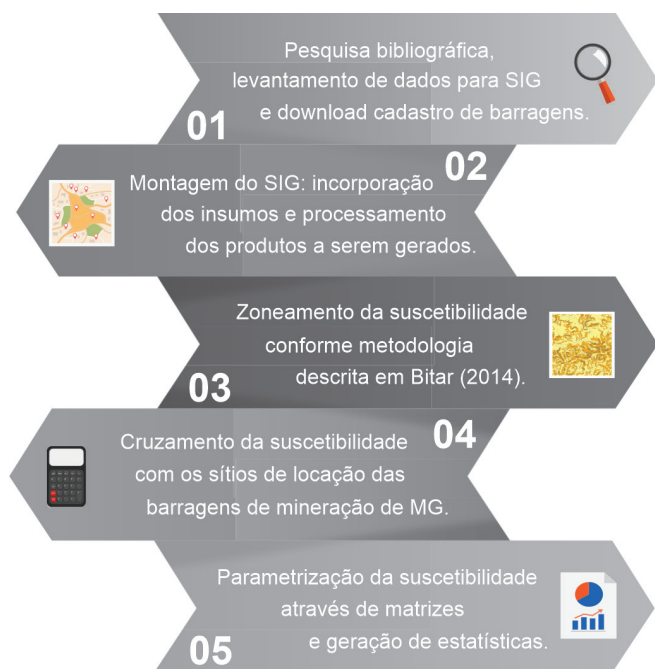 Pesquisa bibliográfica,
levantamento de dados para SIG
e download cadastro de barragens.
01
02
Montagem do SIG: incorporação
dos insumos e processamento
dos produtos a serem gerados.
Zoneamento da suscetibilidade
conforme metodologia
descrita em Bitar (2014).
03
04
Cruzamento da suscetibilidade
com os sítios de locação das
barragens de mineração de MG.
Parametrização da suscetibilidade
através de matrizes
e geração de estatísticas.
05